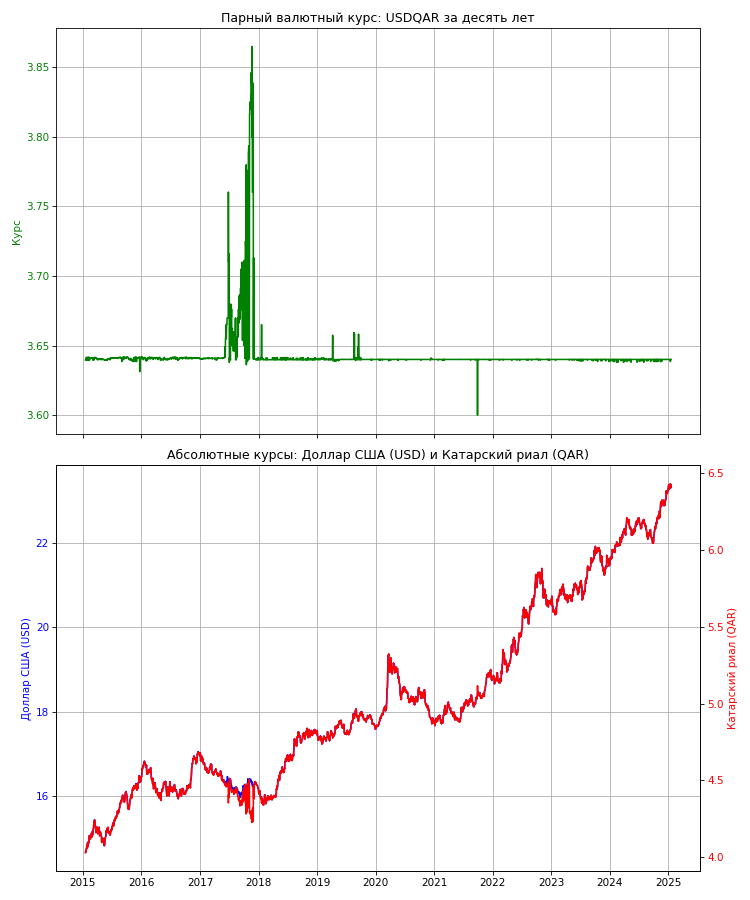 Парный валютный курс: USDQAR за десять лет
3.85
3.80
3.75
3.70
3.65
3.60
Курс
Абсолютные курсы: Доллар США (USD) и Катарский риал (QAR)
22
20
18
16
Доллар США (USD)
6.5
6.0
5.5
5.0
4.5
4.0
Катарский риал (QAR)
2015 2016 2017 2018 2019 2020 2021 2022 2023 2024 2025